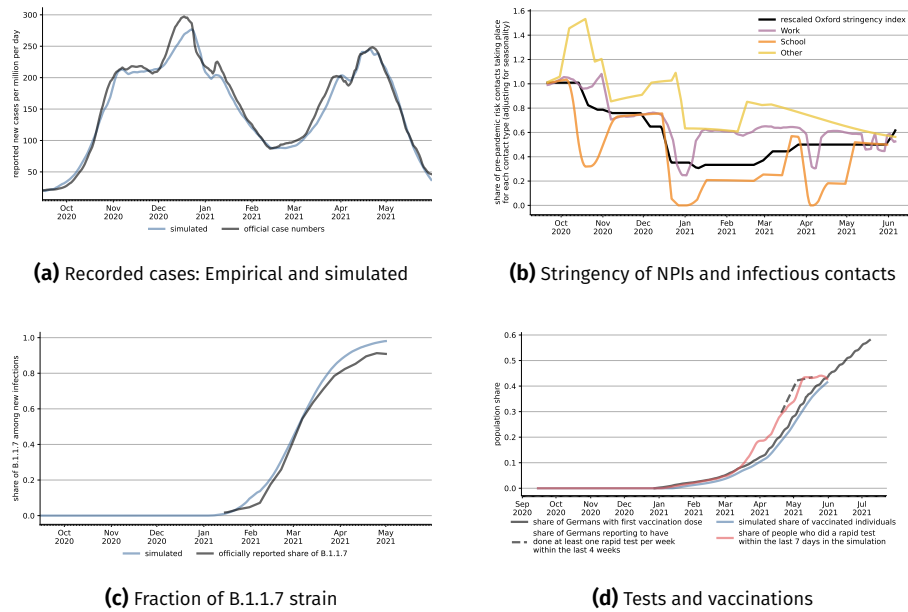 reported new cases per million per day
300
250
200
150
100
50
Oct
2020
Nov
2020
Dec
2020
Jan
2021
Feb
2021
Mar
2021
Apr
2021
May
2021
simulated
official case numbers
(a) Recorded cases: Empirical and simulated
share of pre-pandemic risk contacts taking place
for each contact type (adjusting for seasonality)
1.6
1.4
1.2
1.0
0.8
0.6
0.4
0.2
0.0
rescaled Oxford stringency index
Work
School
Other
Oct
2020
Nov
2020
Dec
2020
Jan
2021
Feb
2021
Mar
2021
Apr
2021
May
2021
Jun
2021
(b) Stringency of NPIs and infectious contacts
share of B.1.1.7 among new infections
1.0
0.8
0.6
0.4
0.2
0.0
Oct
2020
Nov
2020
Dec
2020
Jan
2021
Feb
2021
Mar
2021
Apr
2021
May
2021
simulated
officially reported share of B.1.1.7
(c) Fraction of B.1.1.7 strain
population share
0.6
0.5
0.4
0.3
0.2
0.1
0.0
Sep
2020
Oct
2020
Nov
2020
Dec
2020
Jan
2021
Feb
2021
Mar
2021
Apr
2021
May
2021
Jun
2021
Jul
2021
share of Germans with first vaccination dose
share of Germans reporting to have
done at least one rapid test per week
within the last 4 weeks
simulated share of vaccinated individuals
share of people who did a rapid test
within the last 7 days in the simulation
(d) Tests and vaccinations